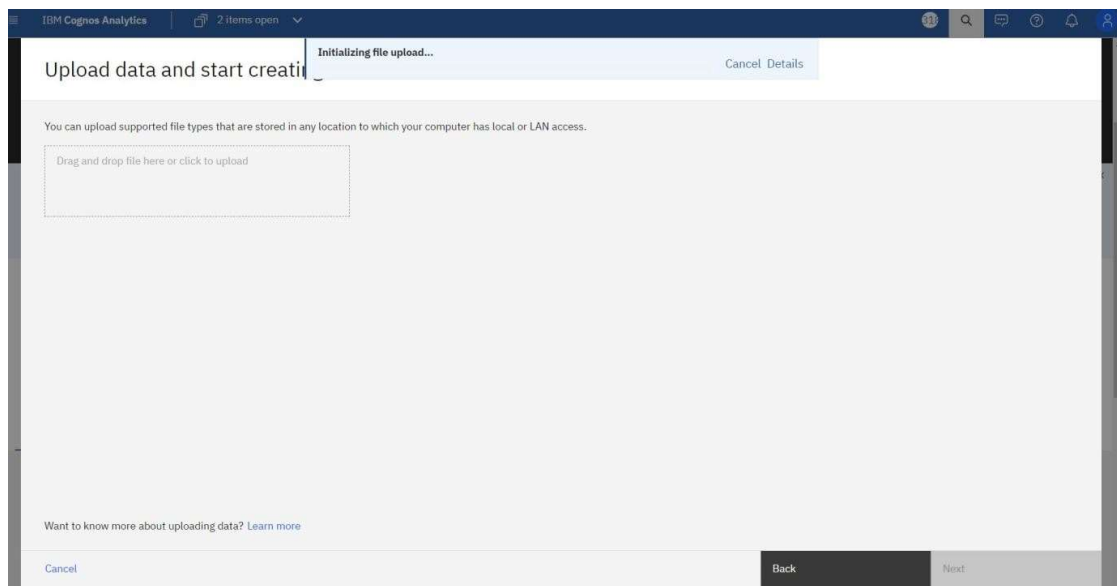 IBM Cognos Analytics
2 items open
Initializing file upload...
Cancel Details
Upload data and start creating
You can upload supported file types that are stored in any location to which your computer has local or LAN access.
Drag and drop file here or click to upload
Want to know more about uploading data? Learn more
Cancel
Back
Next